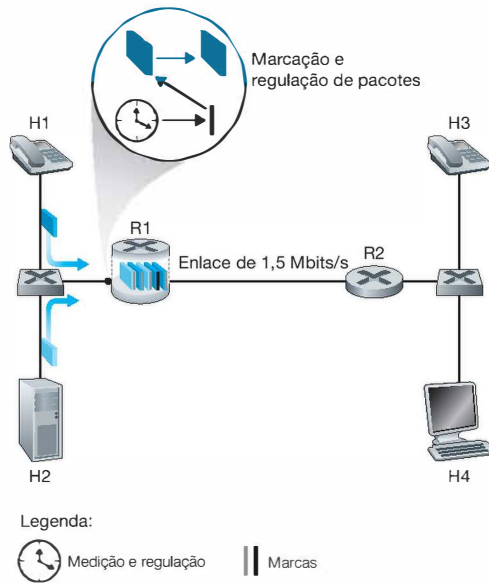 Marcação e
regulação de pacotes
H1
H3
R1
Enlace de 1,5 Mbits/s
R2
H2
H4
Legenda:
Medição e regulação
Marcas